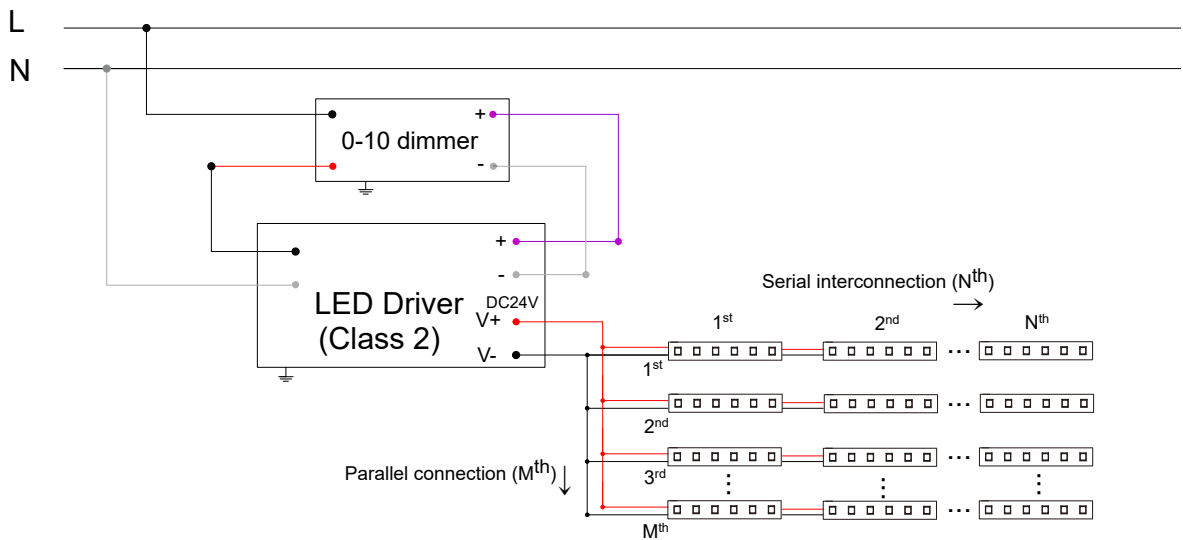 L
N
+
0-10 dimmer
-
+
-
LED Driver
(Class 2)
DC24V
V+
V-
Serial interconnection (Nth)
1st
2nd
Nth
1st
2nd
3rd
Mth
Parallel connection (Mth)